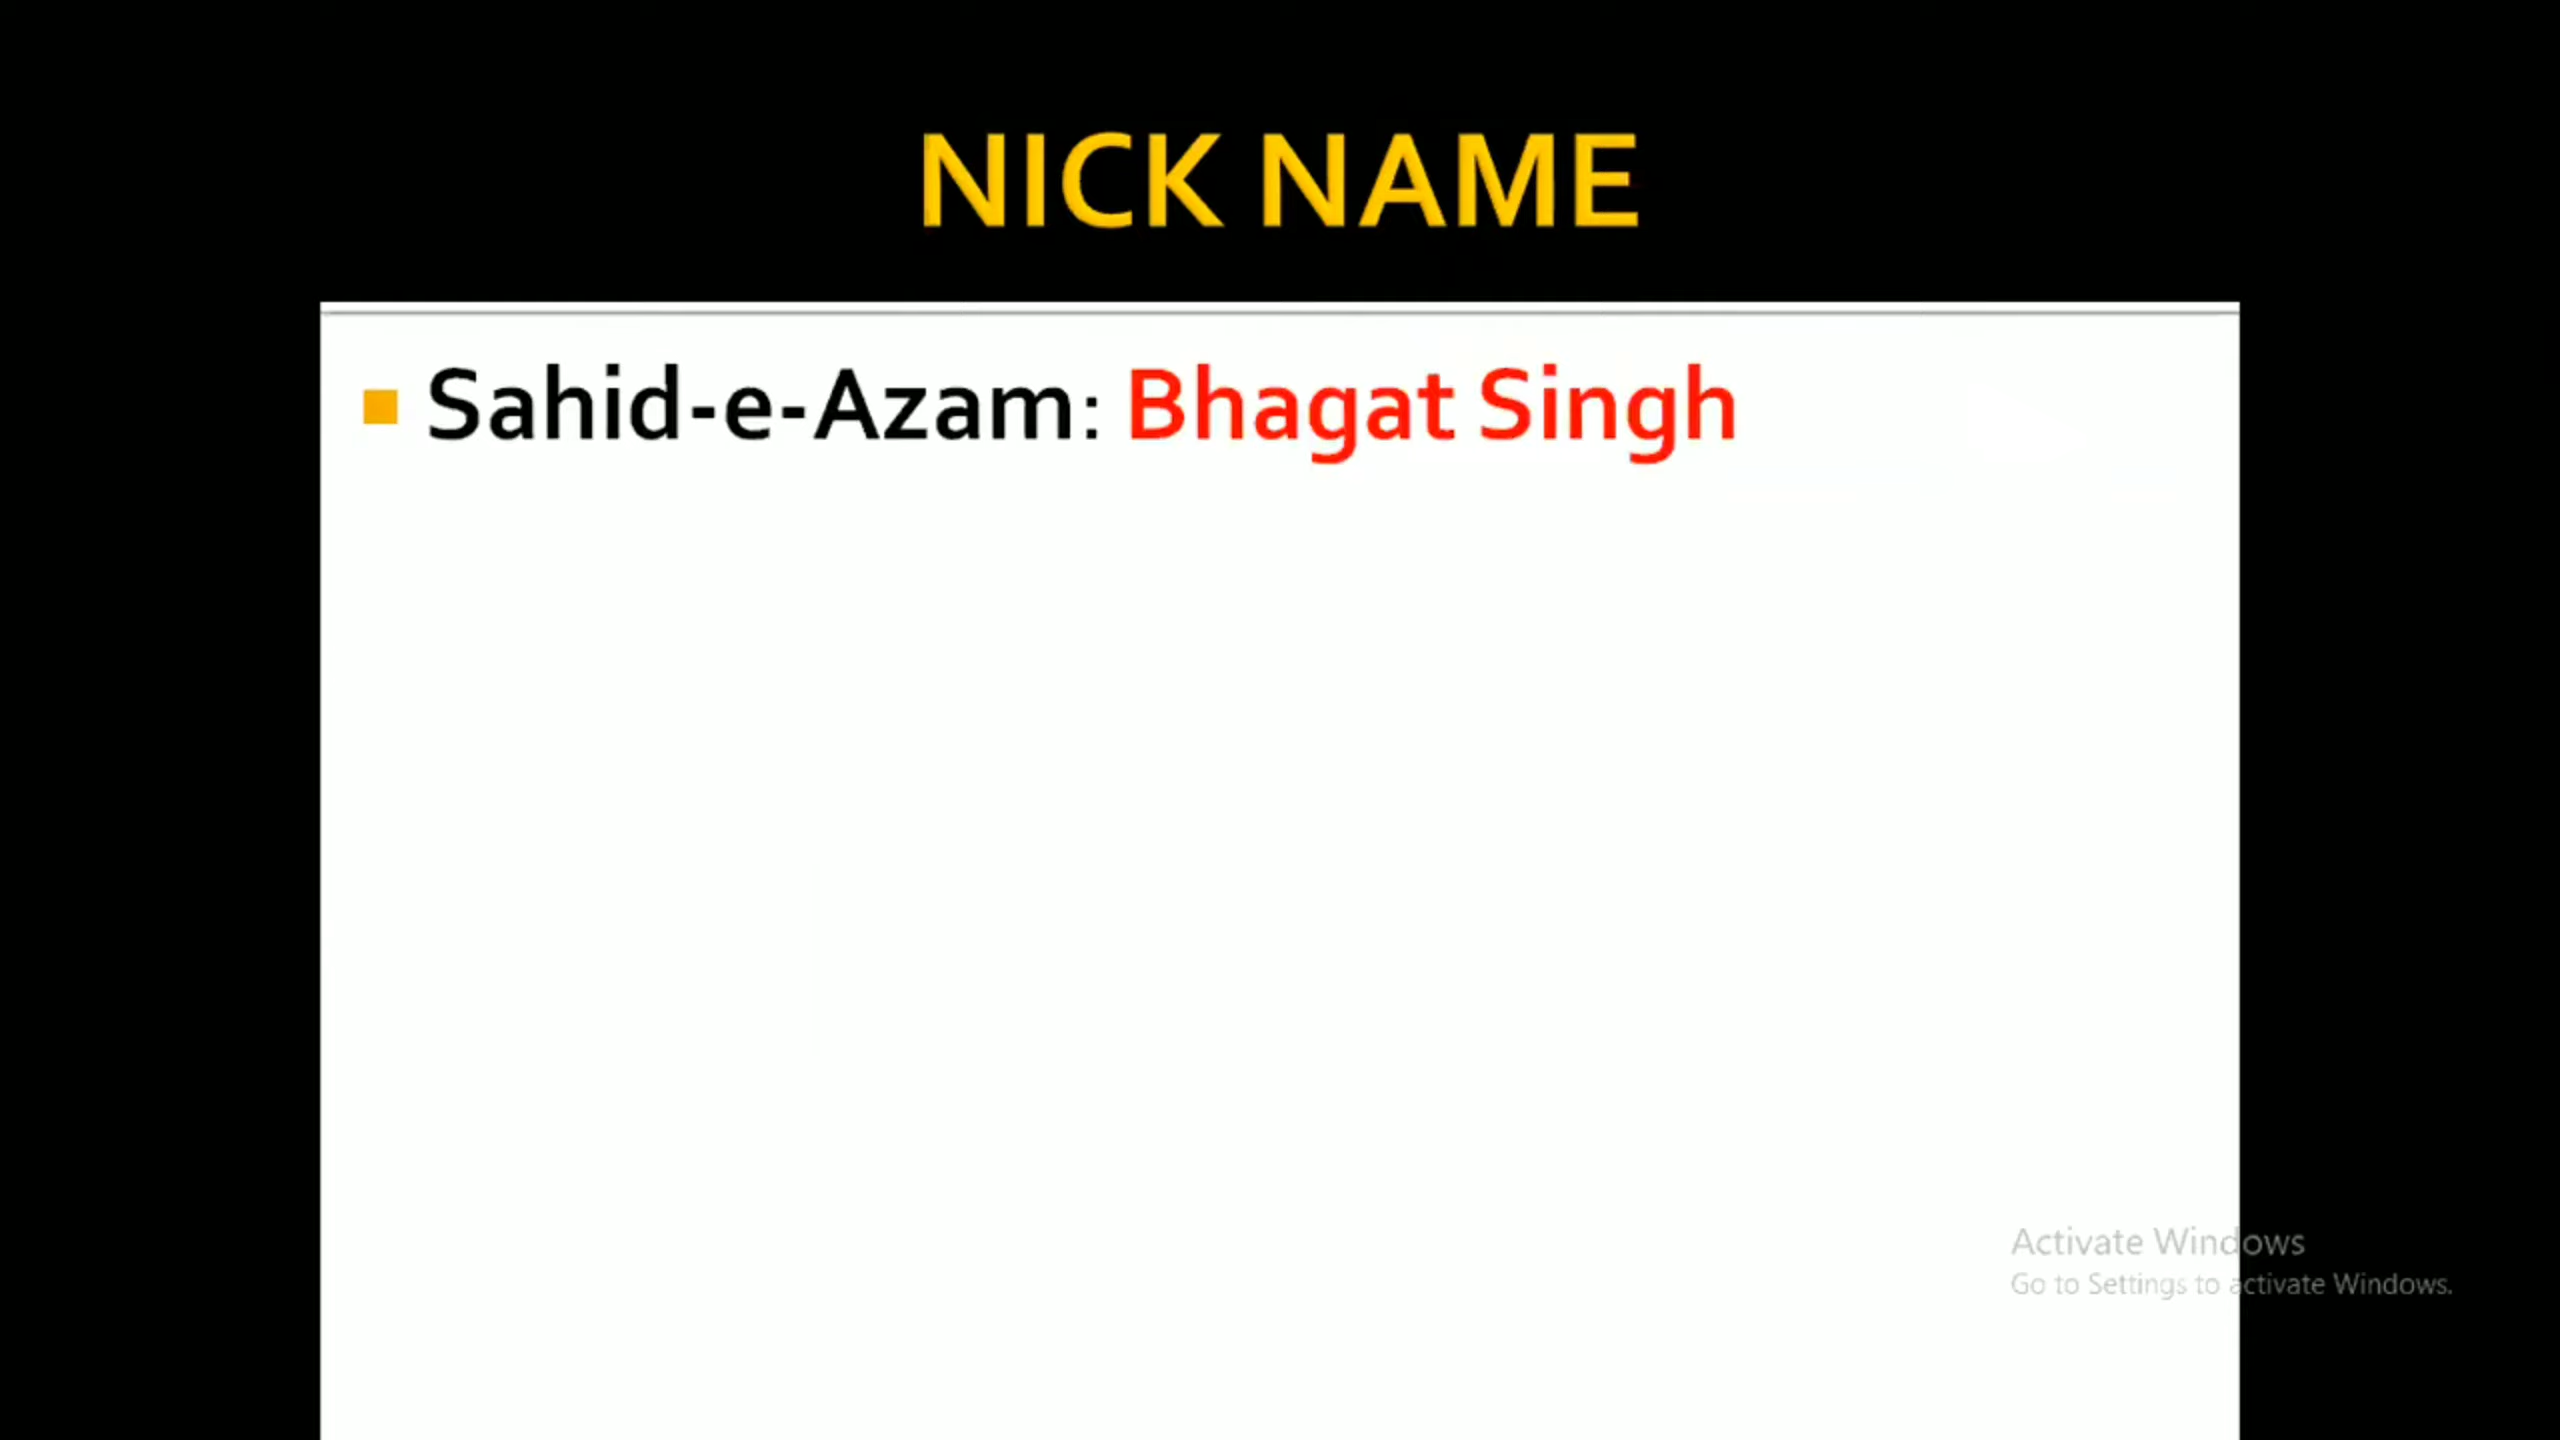 NICK NAME
Sahid-e-Azam: Bhagat Singh
Activate Windows
Go to Settings to activate Windows.